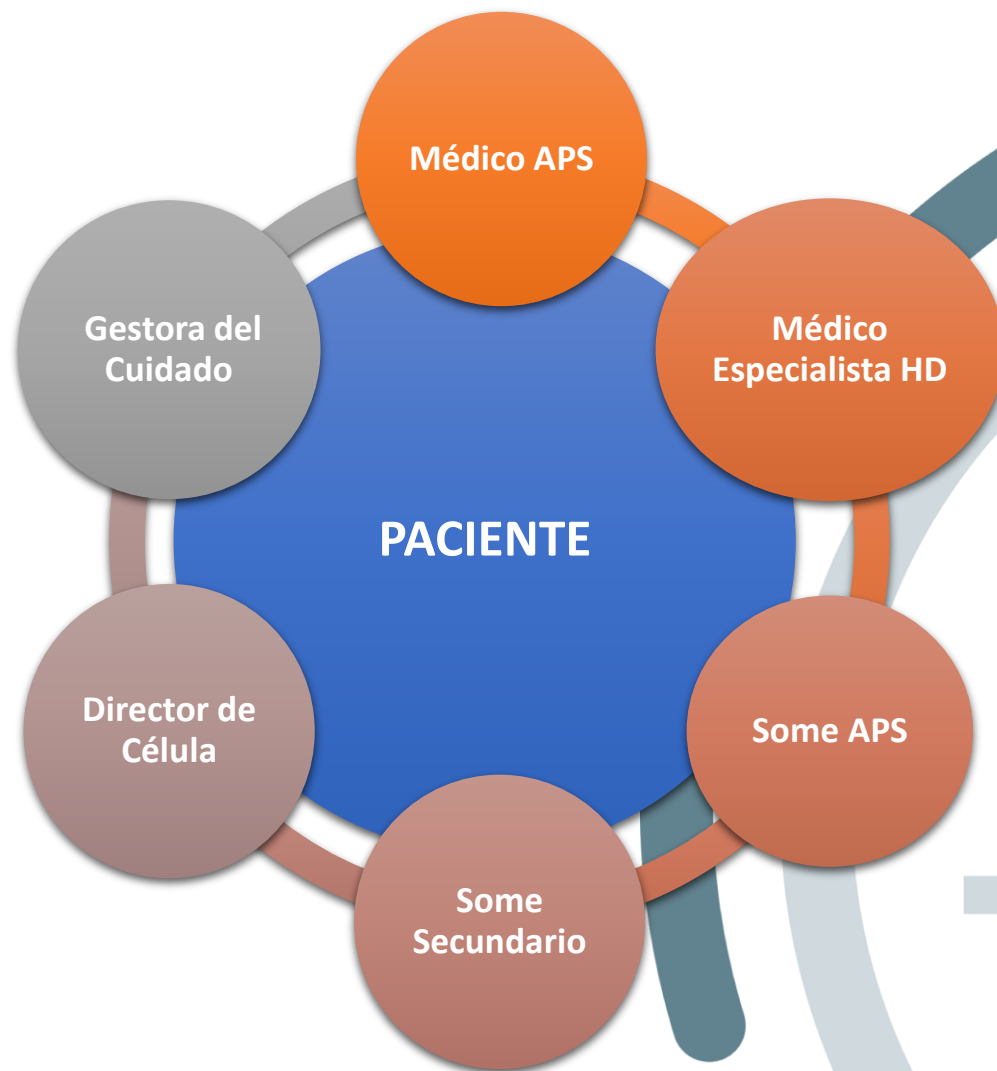 Médico APS
Médico
Especialista HD
Some APS
Some
Secundario
Director de
Célula
Gestora del
Cuidado
PACIENTE